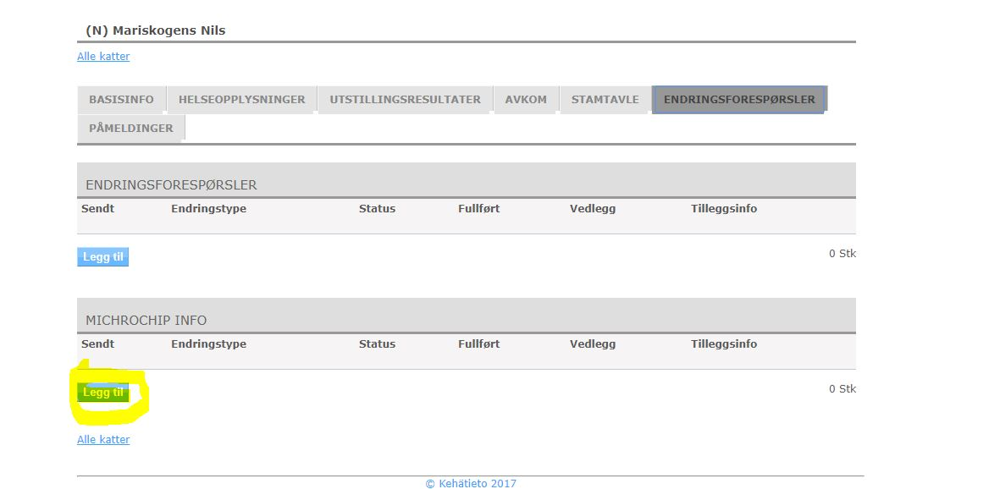 (N) Mariskogens Nils
Alle katter
BASISINFO HELSEOPPLYSNINGER UTSTILLINGSRESULTATER AVKOM STAMTAVLE ENDRINGSFORESPØRSLER
PÅMELDINGER
ENDRINGSFORESPØRSLER
Sendt Endringstype Status Fullført Vedlegg Tilleggsinfo
Legg til 0 Stk
MICHROCHIP INFO
Sendt Endringstype Status Fullført Vedlegg Tilleggsinfo
Legg til 0 Stk
Alle katter
© Kehätieto 2017